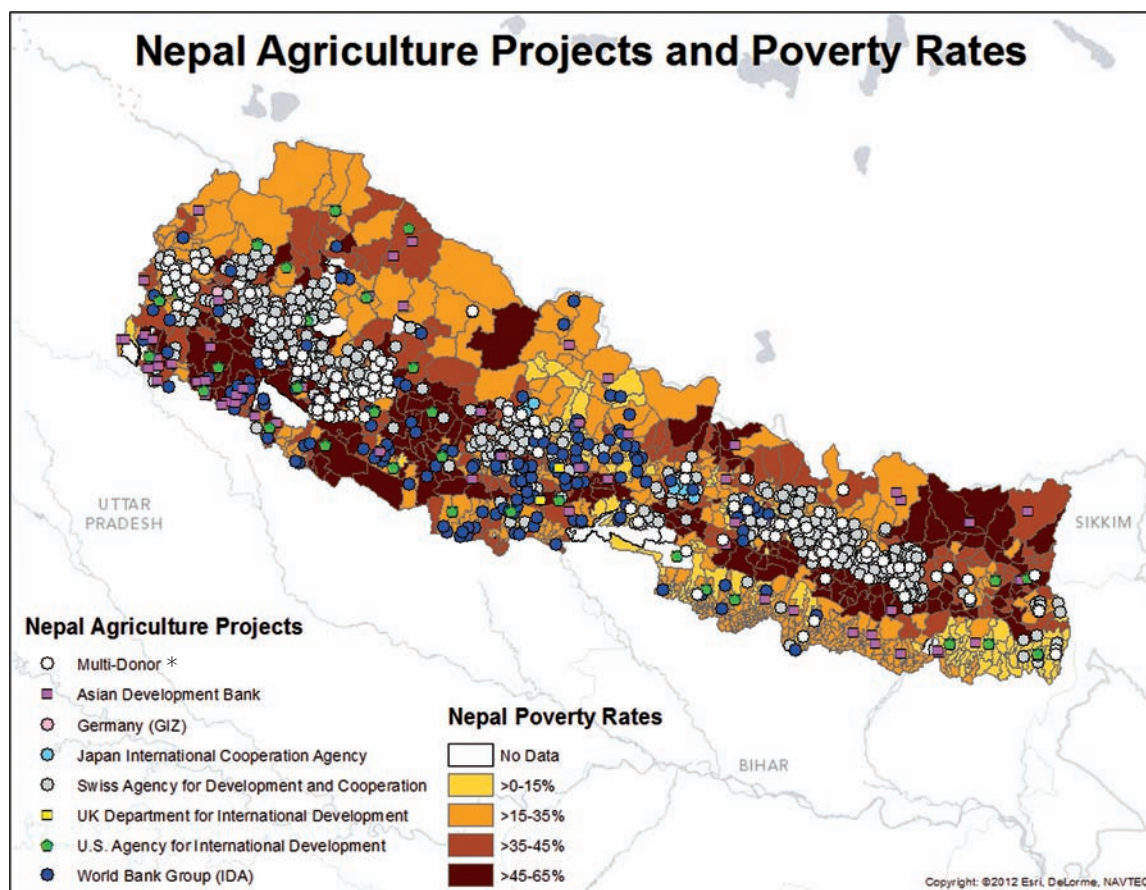 Nepal Agriculture Projects and Poverty Rates
UTTAR
PRADESH
SIKKIM
BIHAR
Nepal Agriculture Projects
Multi-Donor *
Asian Development Bank
Germany (GIZ)
Japan International Cooperation Agency
Swiss Agency for Development and Cooperation
UK Department for International Development
U.S. Agency for International Development
World Bank Group (IDA)
Nepal Poverty Rates
No Data
>0-15%
>15-35%
>35-45%
>45-65%
Copyright: ©2012 Esri, DeLorme, NAVTEC